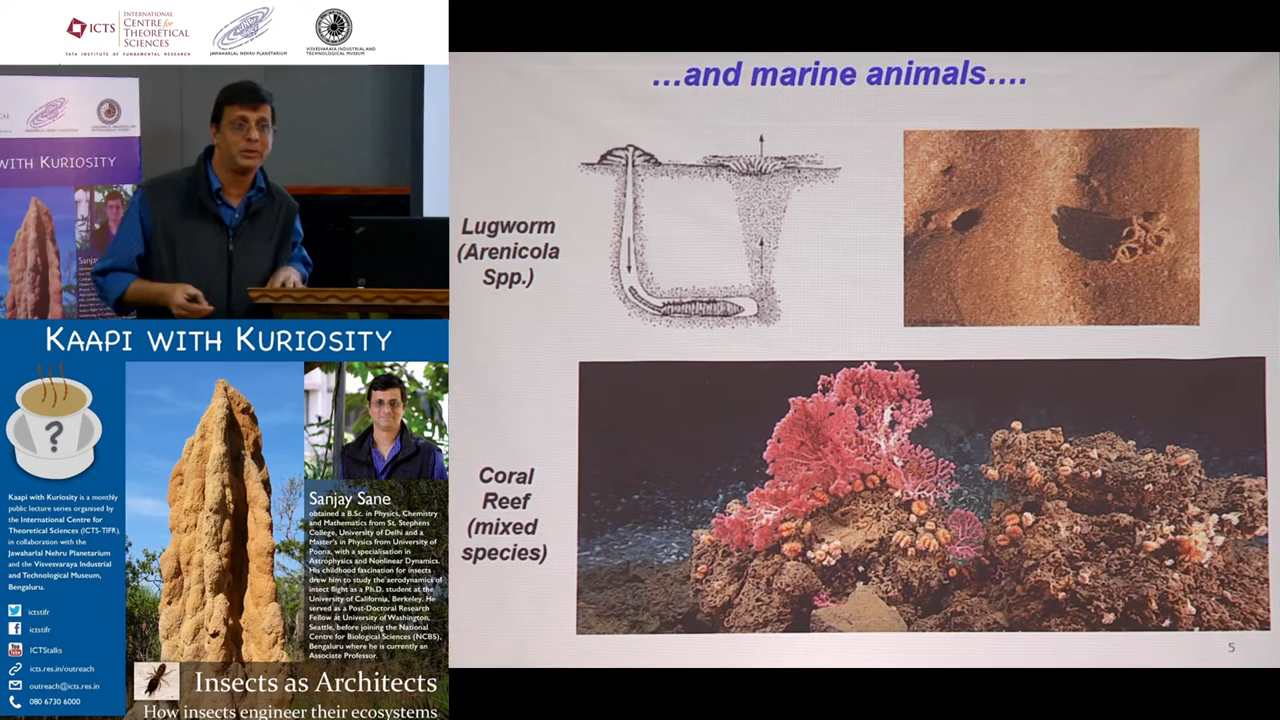 ICTS
INTERNATIONAL
CENTRE for
THEORETICAL
SCIENCES
TATA INSTITUTE OF FUNDAMENTAL RESEARCH
JAWAHARLAL NEHRU PLANETARIUM
VISVESVARAYA INDUSTRIAL AND
TECHNOLOGICAL MUSEUM
WITH KURIOSITY
Sanjay
KAAPI WITH KURIOSITY
?
Kaapi with Kuriosity is a monthly
public lecture series organised by
the International Centre for
Theoretical Sciences (ICTS-TIFR),
in collaboration with the
Jawaharlal Nehru Planetarium
and the Visvesvaraya Industrial
and Technological Museum,
Bengaluru.
ictstifr
ictstifr
ICTStalks
icts.res.in/outreach
outreach@icts.res.in
080 6730 6000
Sanjay Sane
obtained a B.Sc. in Physics, Chemistry
and Mathematics from St. Stephens
College, University of Delhi and a
Master's in Physics from University of
Poona, with a specialisation in
Astrophysics and Nonlinear Dynamics.
His childhood fascination for insects
drew him to study the aerodynamics of
insect flight as a Ph.D. student at the
University of California, Berkeley. He
served as a Post-Doctoral Research
Fellow at University of Washington,
Seattle, before joining the National
Centre for Biological Sciences (NCBS),
Bengaluru where he is currently an
Associate Professor.
Insects as Architects
How insects engineer their ecosystems
...and marine animals....
Lugworm
(Arenicola
Spp.)
Coral
Reef
(mixed
species)
5